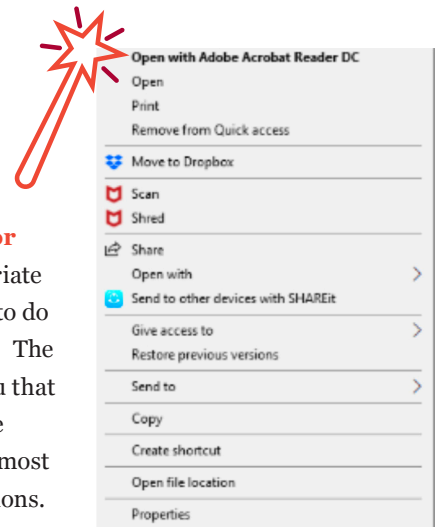 Open with Adobe Acrobat Reader DC
Open
Print
Remove from Quick access
Move to Dropbox
Scan
Shred
Share
Open with
Send to other devices with SHAREit
Give access to
Restore previous versions
Send to
Copy
Create shortcut
Open file location
Properties
or
riate
to do
The
u that
e
most
ons.